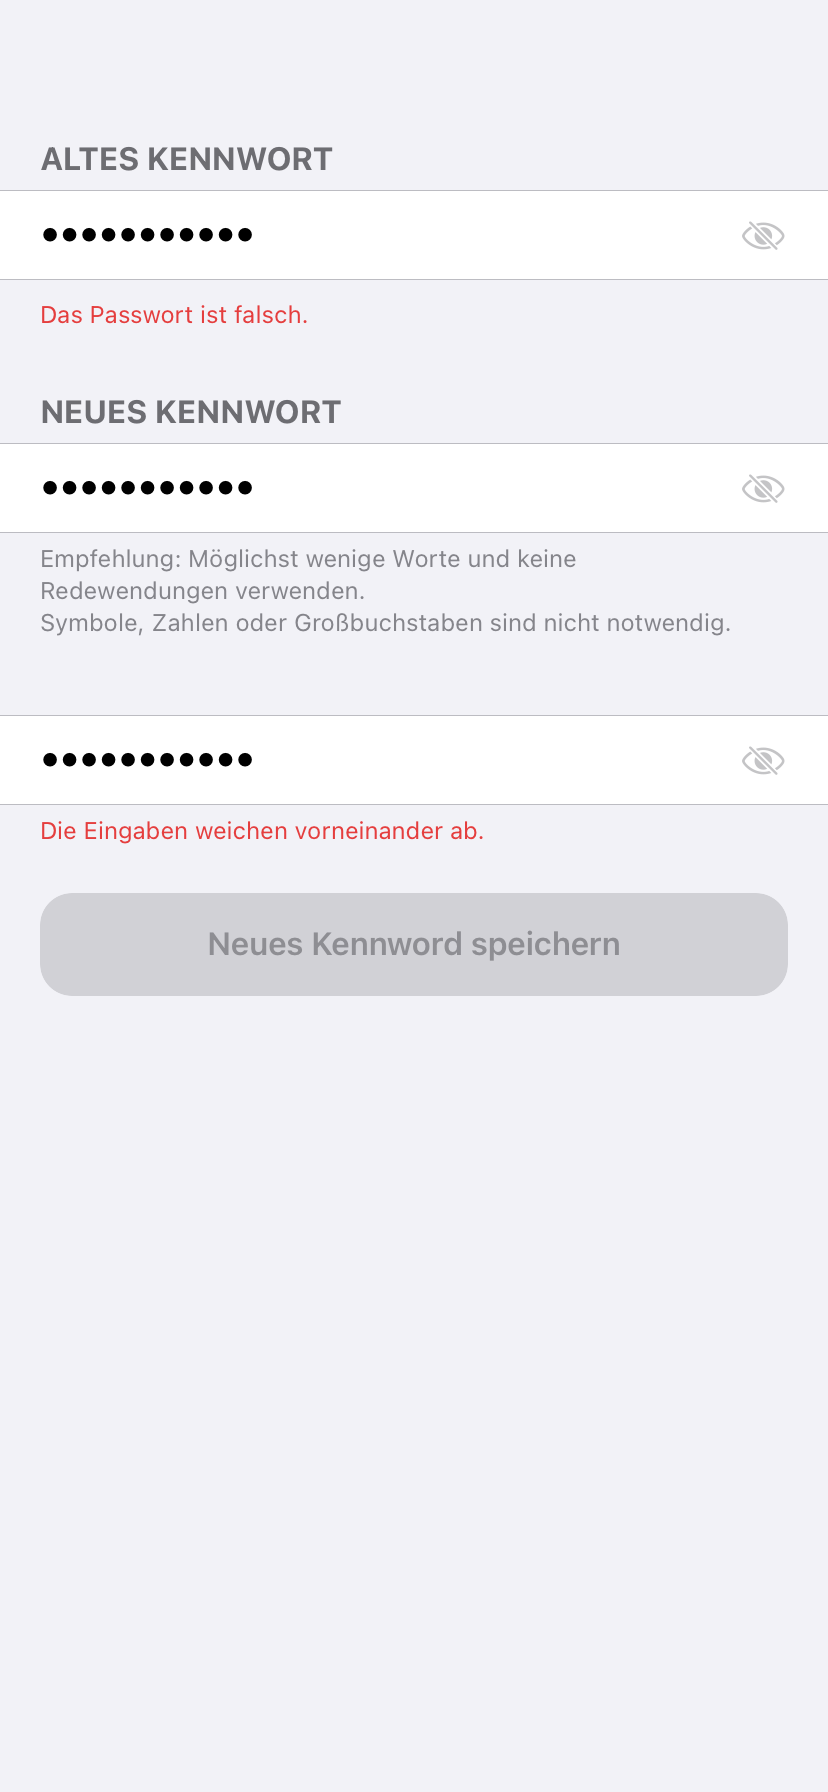 ALTES KENNWORT
•••••••••••
Das Passwort ist falsch.
NEUES KENNWORT
•••••••••••
Empfehlung: Möglichst wenige Worte und keine
Redewendungen verwenden.
Symbole, Zahlen oder Großbuchstaben sind nicht notwendig.
•••••••••••
Die Eingaben weichen vorneinander ab.
Neues Kennword speichern